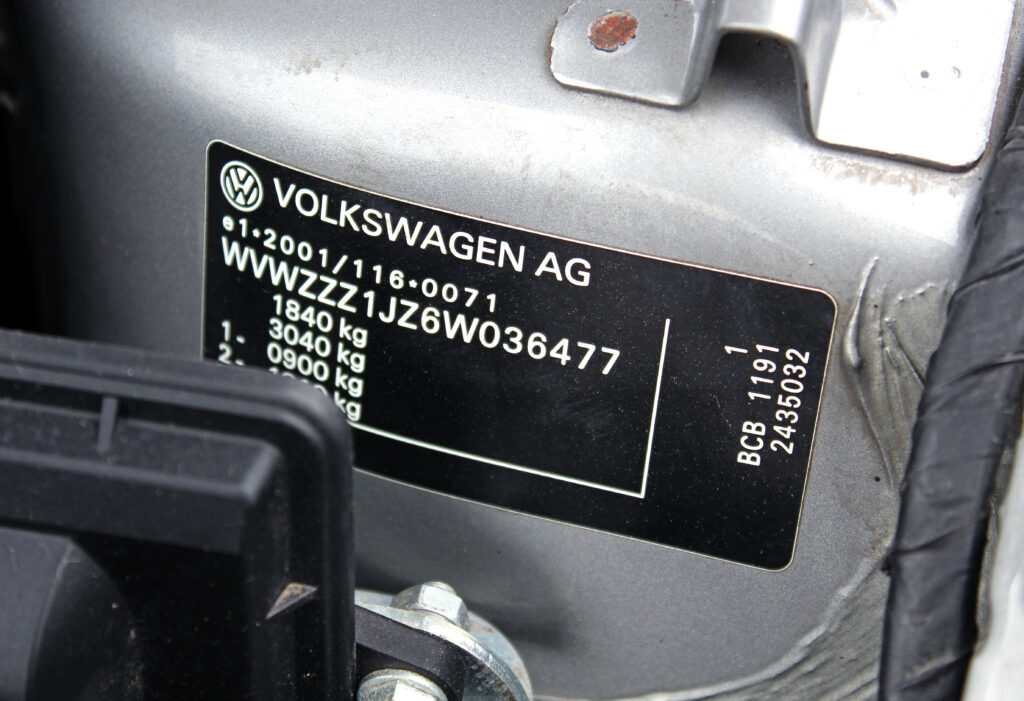 VOLKSWAGEN AG
e1*2001/116*0071
WVWZZZ1JZ6W036477
1840 kg
3040 kg
1. 0900 kg
2. kg
1
BCB 1191
2435032